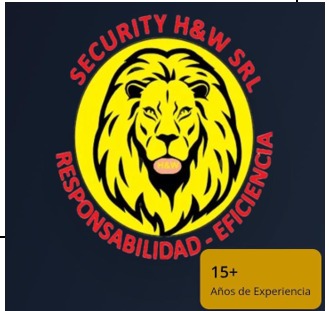 SECURITY H&W SRL
H&W
RESPONSABILIDAD - EFICIENCIA
15+
Años de Experiencia